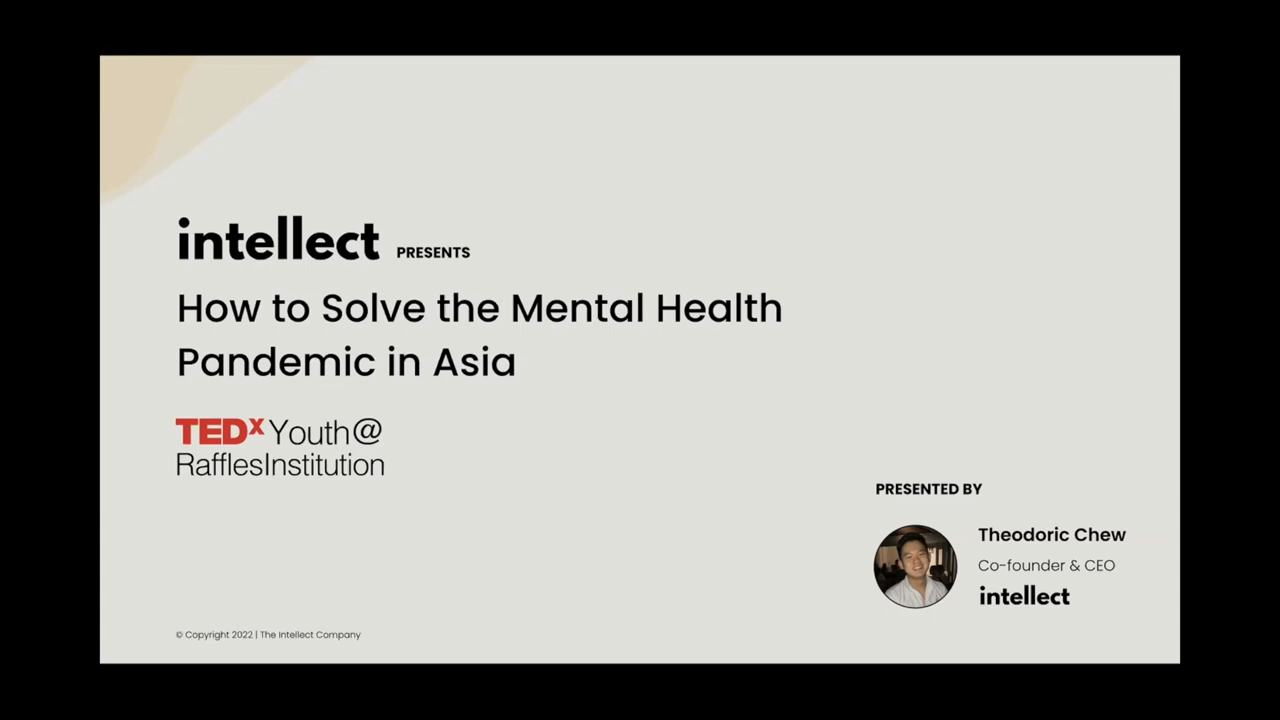 intellect PRESENTS
How to Solve the Mental Health
Pandemic in Asia
TEDx Youth@
RafflesInstitution
PRESENTED BY
Theodoric Chew
Co-founder & CEO
intellect
© Copyright 2022 | The Intellect Company